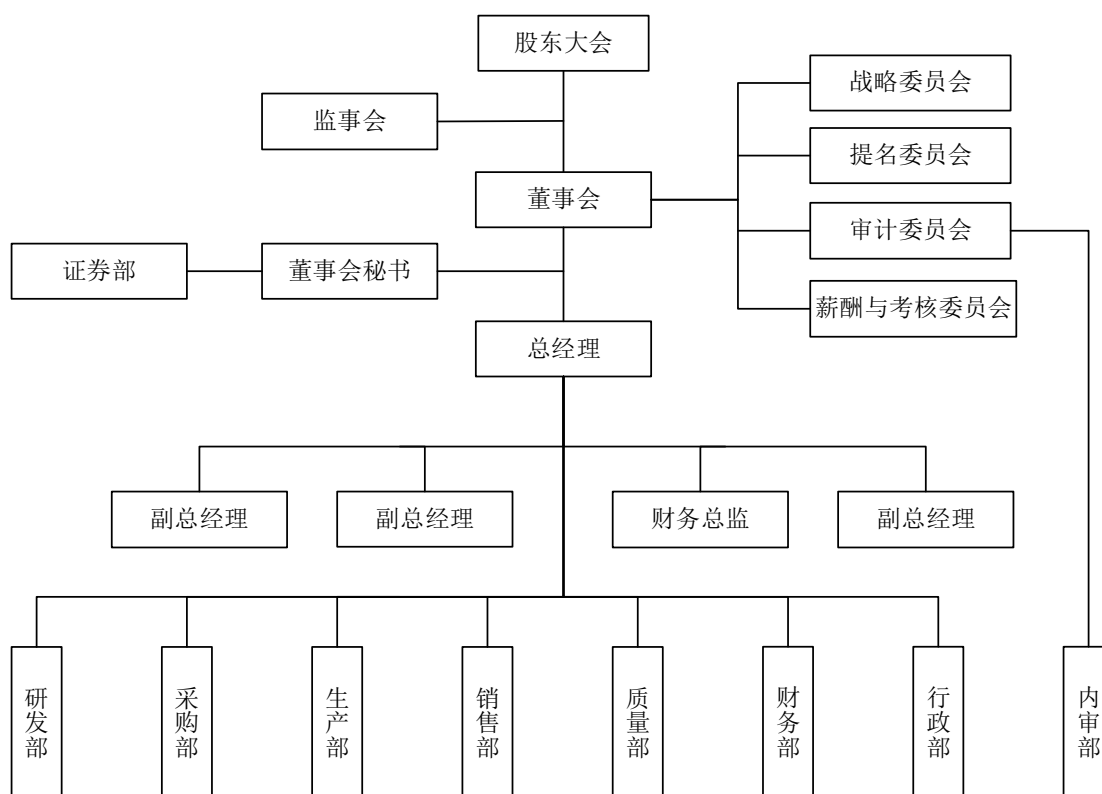 股东大会
战略委员会
监事会
提名委员会
董事会
审计委员会
证券部
董事会秘书
薪酬与考核委员会
总经理
副总经理
副总经理
财务总监
副总经理
研发部
采购部
生产部
销售部
质量部
财务部
行政部
内审部